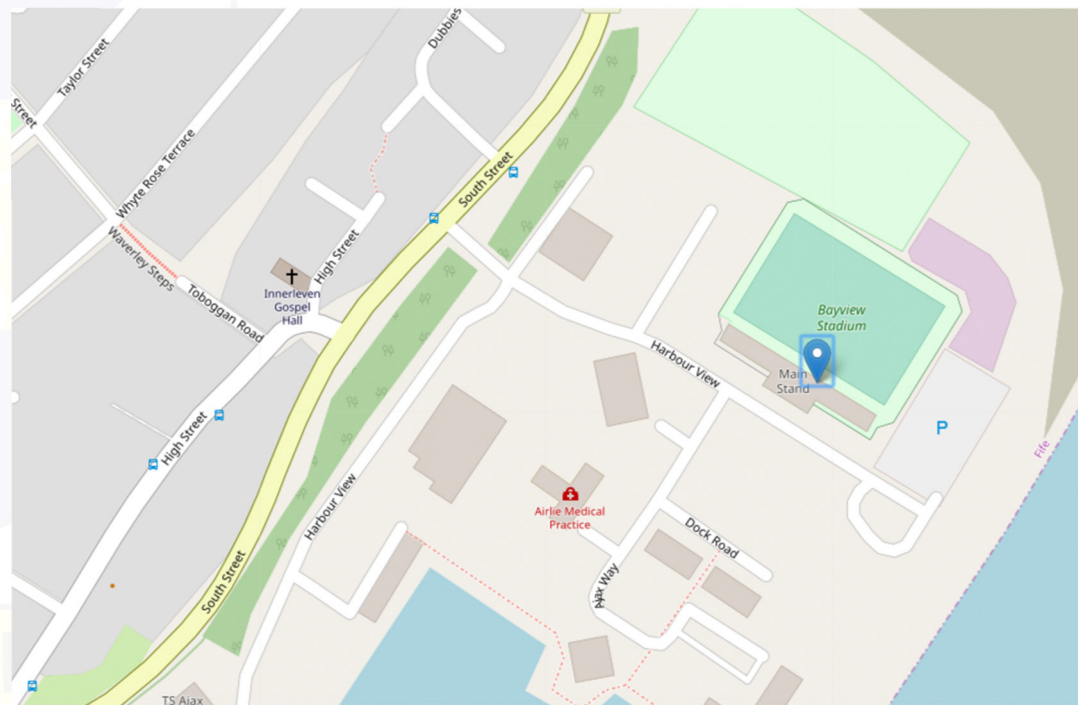 Dubbies
Taylor Street
Street
Whyte Rose Terrace
South Street
Waverley Steps
High Street
Innerleven
Gospel
Hall
Toboggan Road
Bayview
Stadium
Harbour View
Main
Stand
P
High Street
Fife
Harbour View
Airlie Medical
Practice
Dock Road
South Street
Ajax Way
TS Ajax